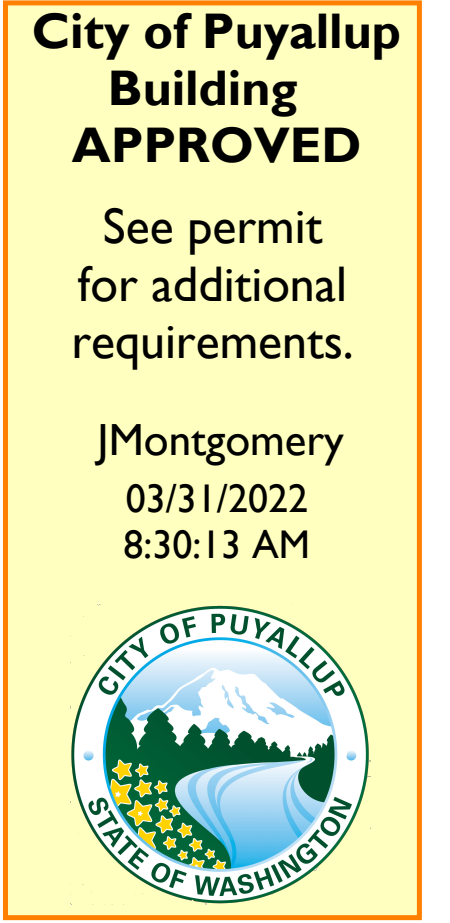 City of Puyallup
Building
APPROVED
See permit
for additional
requirements.
JMontgomery
03/31/2022
8:30:13 AM
CITY OF PUYALLUP
STATE OF WASHINGTON